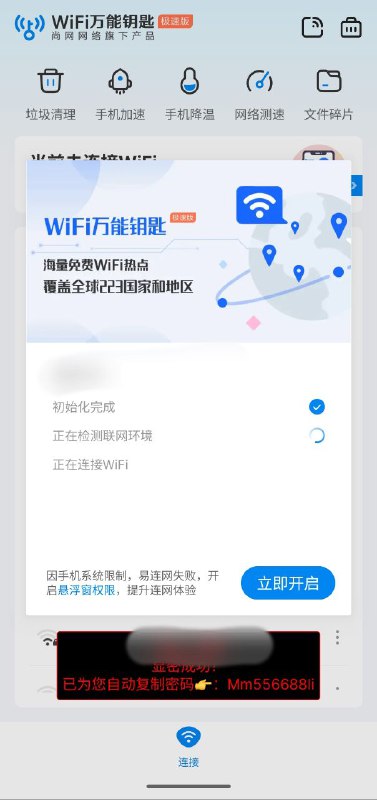 WiFi万能钥匙 极速版
尚网网络旗下产品
垃圾清理 手机加速 手机降温 网络测速 文件碎片
当前未连接WiFi
WiFi万能钥匙 极速版
海量免费WiFi热点
覆盖全球223国家和地区
初始化完成
正在检测联网环境
正在连接WiFi
因手机系统限制，易连网失败，开
启悬浮窗权限，提升连网体验
立即开启
显密成功！
已为您自动复制密码👉：Mm556688li
连接